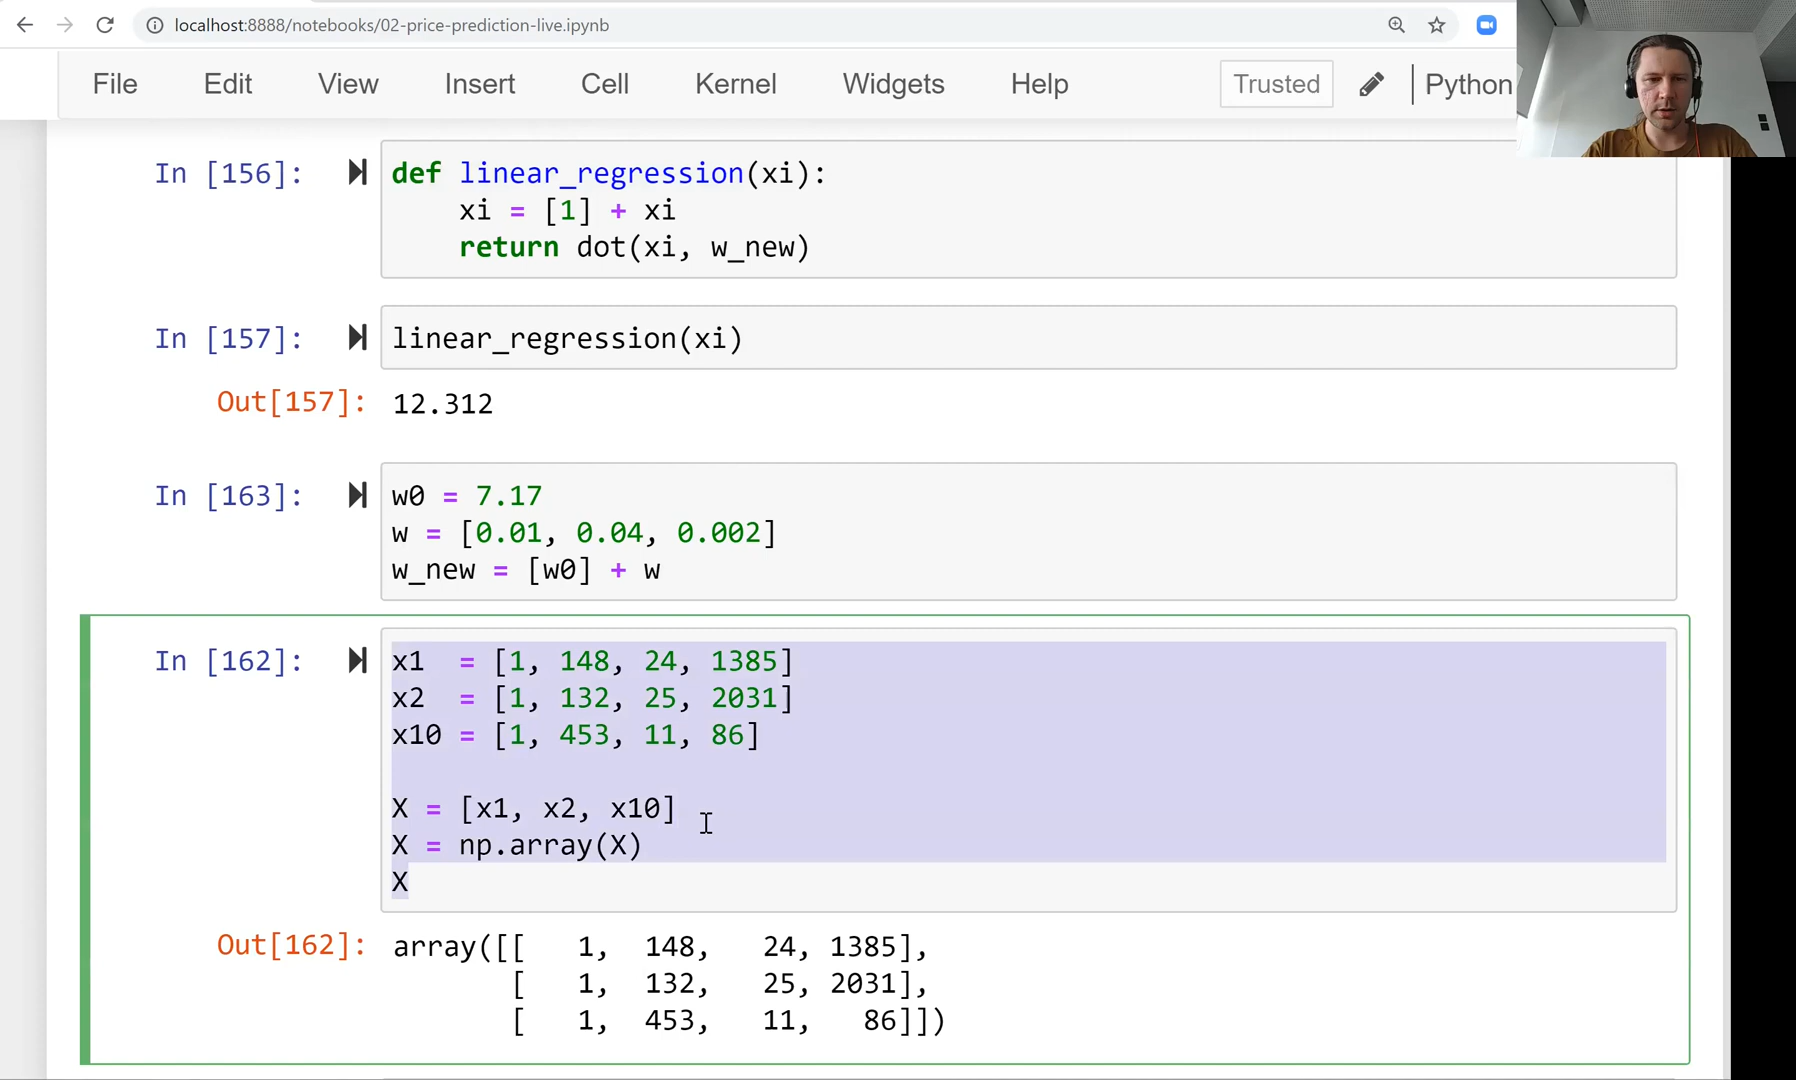 localhost:8888/notebooks/02-price-prediction-live.ipynb
File Edit View Insert Cell Kernel Widgets Help Trusted Python
In [156]: def linear_regression(xi):
xi = [1] + xi
return dot(xi, w_new)
In [157]: linear_regression(xi)
Out[157]: 12.312
In [163]: w0 = 7.17
w = [0.01, 0.04, 0.002]
w_new = [w0] + w
In [162]: x1 = [1, 148, 24, 1385]
x2 = [1, 132, 25, 2031]
x10 = [1, 453, 11, 86]
X = [x1, x2, x10]
X = np.array(X)
X
Out[162]: array([[ 1, 148, 24, 1385],
[ 1, 132, 25, 2031],
[ 1, 453, 11, 86]])